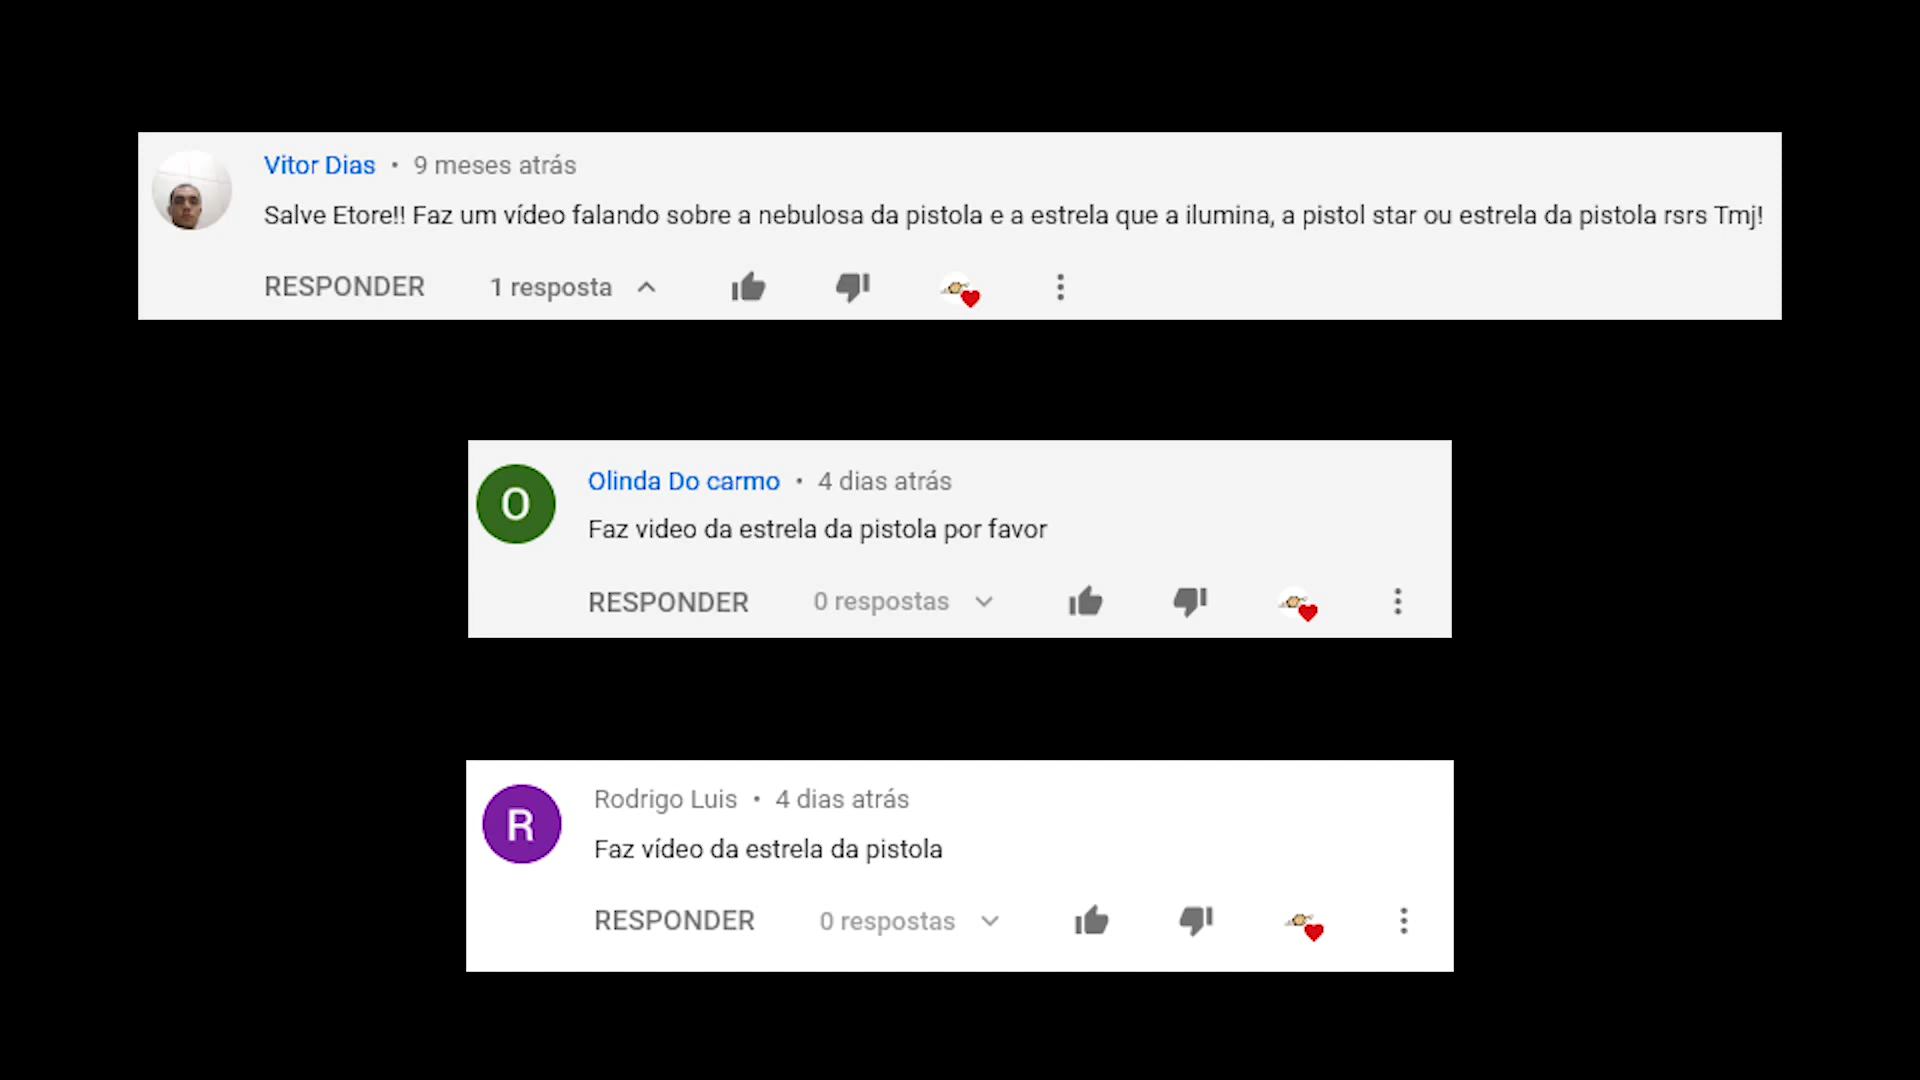 Vitor Dias • 9 meses atrás
Salve Etore!! Faz um vídeo falando sobre a nebulosa da pistola e a estrela que a ilumina, a pistol star ou estrela da pistola rsrs Tmj!
RESPONDER 1 resposta
O
Olinda Do carmo • 4 dias atrás
Faz video da estrela da pistola por favor
RESPONDER 0 respostas
R
Rodrigo Luis • 4 dias atrás
Faz vídeo da estrela da pistola
RESPONDER 0 respostas